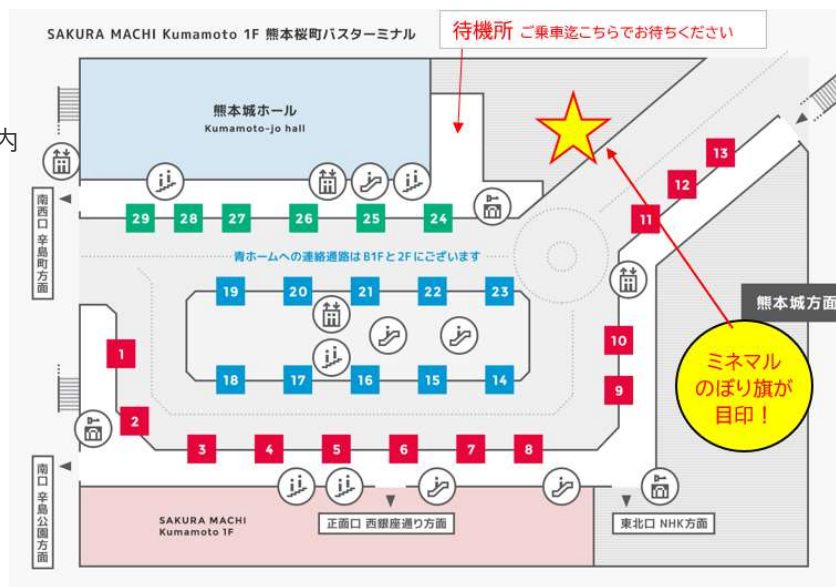 SAKURA MACHI Kumamoto 1F 熊本桜町バスターミナル
待機所 ご乗車迄こちらでお待ちください
内
熊本城ホール
Kumamoto-jo hall
13
12
11
南西口 辛島町方面
29
28
27
26
25
24
青ホームへの連絡通路はB1Fと2Fにございます
19
20
21
22
23
熊本城方面
1
10
ミネマル
のぼり旗が
目印！
18
17
16
15
14
9
2
3
4
5
6
7
8
南口 辛島公園方面
SAKURA MACHI
Kumamoto 1F
正面口 西銀座通り方面
東北口 NHK方面